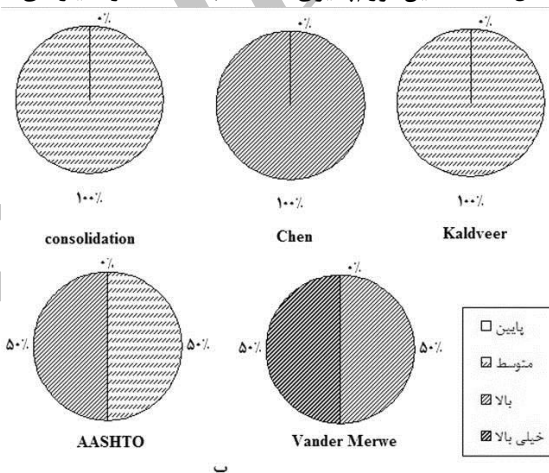 ۰٪ ۰٪ ۰٪
۱۰۰٪ ۱۰۰٪ ۱۰۰٪
consolidation Chen Kaldveer
۰٪ ۰٪
۵۰٪ ۵۰٪ ۵۰٪ ۵۰٪
AASHTO Vander Merwe
پایین
متوسط
بالا
خیلی بالا
ب